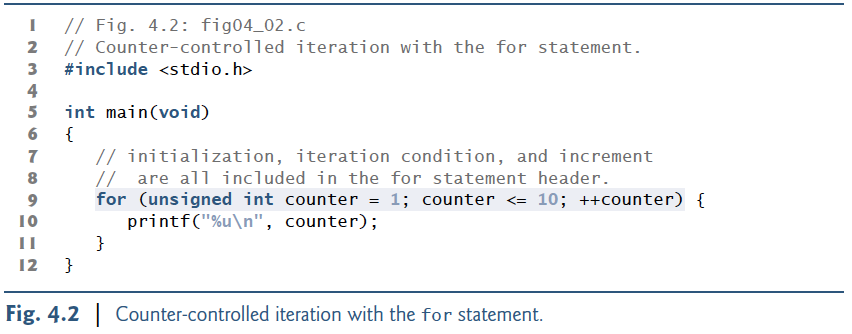 1 // Fig. 4.2: fig04_02.c
2 // Counter-controlled iteration with the for statement.
3 #include <stdio.h>
4
5 int main(void)
6 {
7    // initialization, iteration condition, and increment
8    //  are all included in the for statement header.
9    for (unsigned int counter = 1; counter <= 10; ++counter) {
10       printf("%u\n", counter);
11    }
12 }
Fig. 4.2 | Counter-controlled iteration with the for statement.